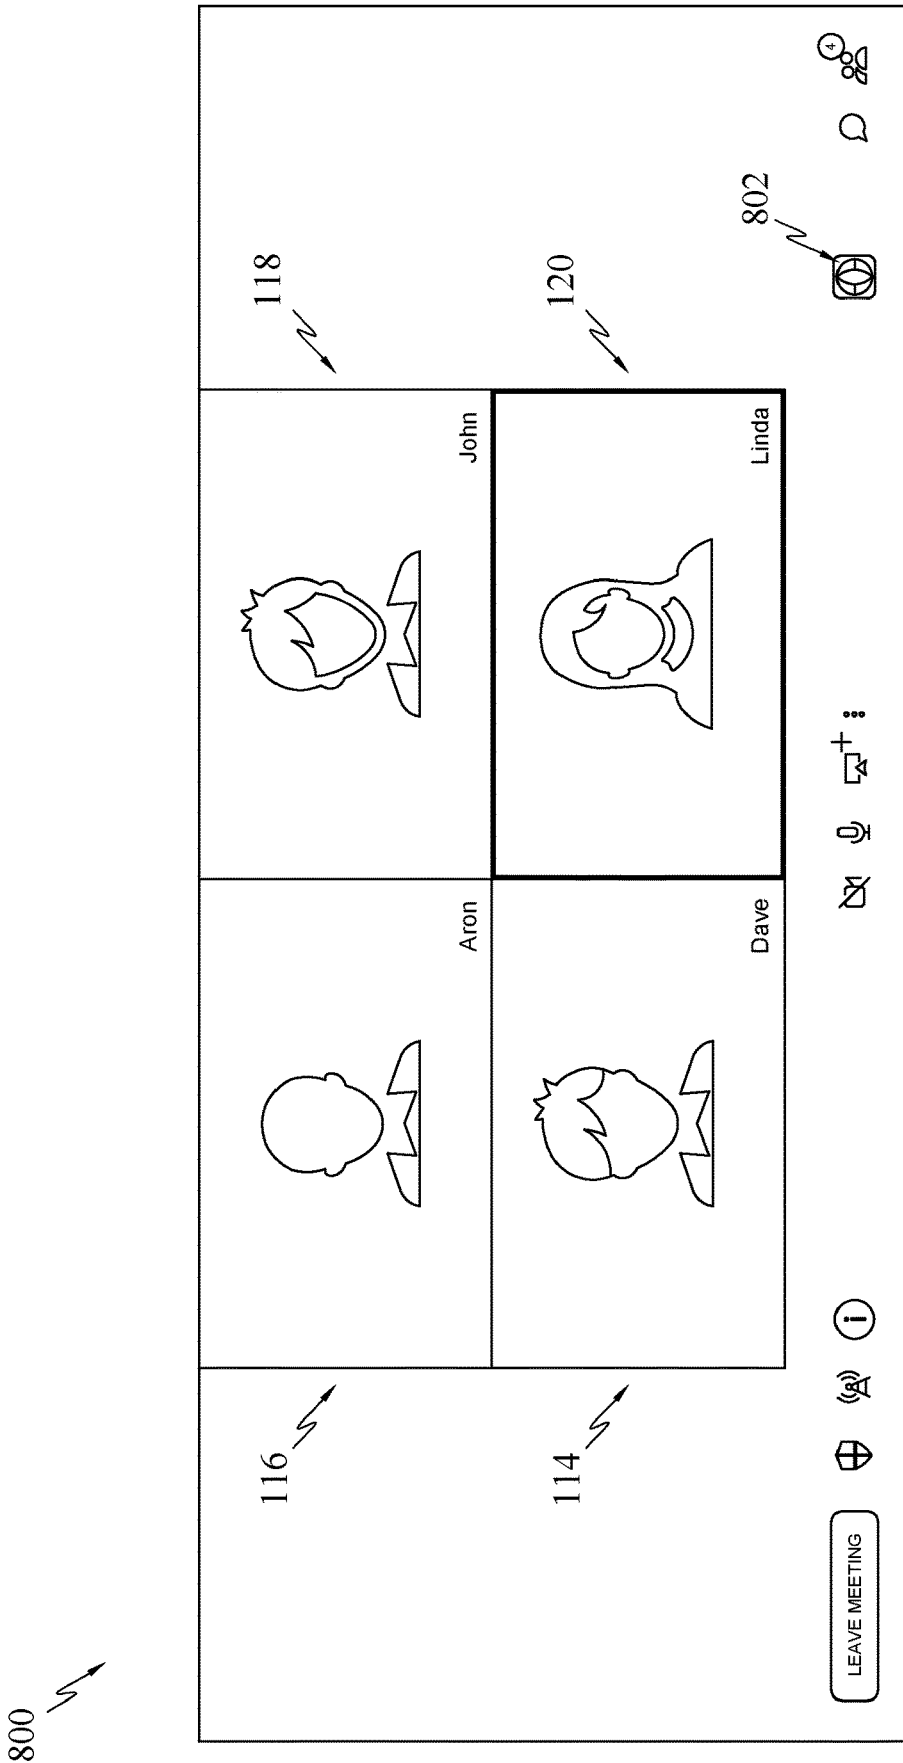 800
116
Aron
John
118
114
Dave
Linda
120
802
LEAVE MEETING
i
4